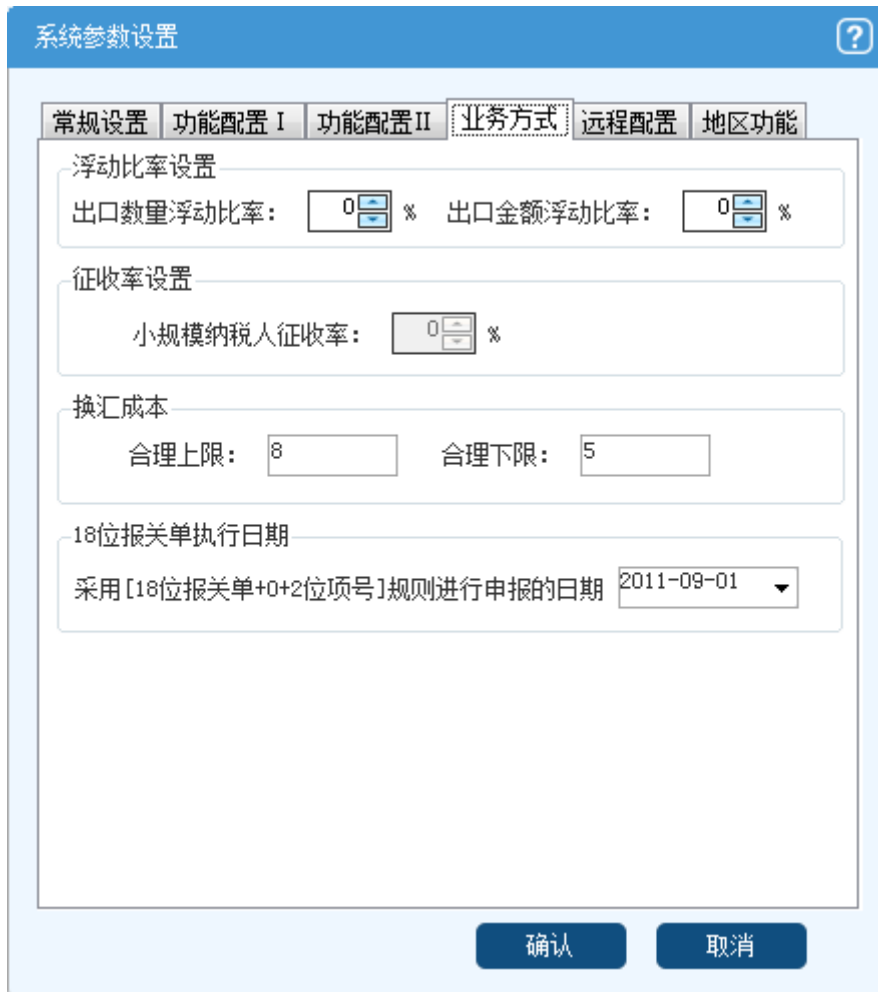 系统参数设置 ?
常规设置 功能配置 I 功能配置II 业务方式 远程配置 地区功能
浮动比率设置
出口数量浮动比率: 0 % 出口金额浮动比率: 0 %
征收率设置
小规模纳税人征收率: 0 %
换汇成本
合理上限: 8 合理下限: 5
18位报关单执行日期
采用[18位报关单+0+2位项号]规则进行申报的日期 2011-09-01
确认 取消